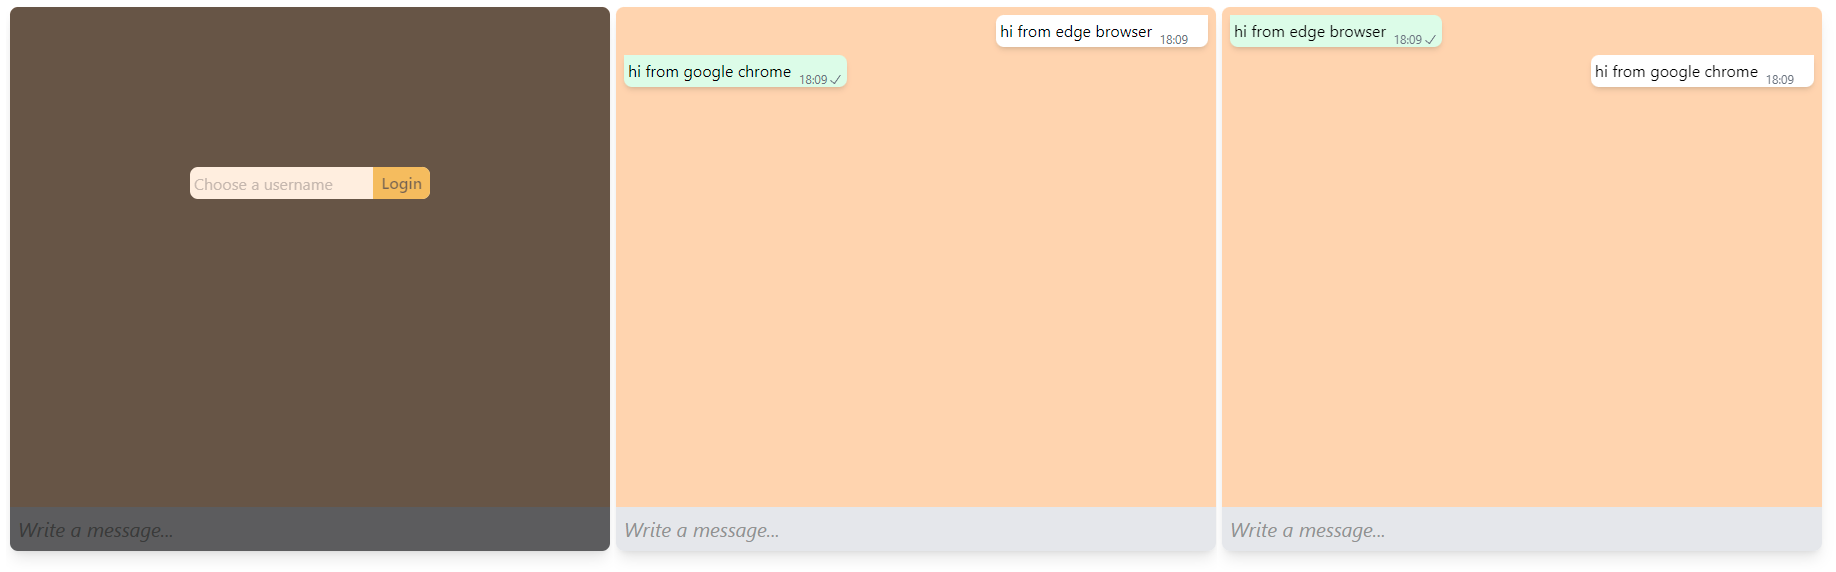 Choose a username Login
Write a message...
hi from edge browser 18:09
hi from google chrome 18:09
Write a message...
hi from edge browser 18:09 ✓
hi from google chrome 18:09
Write a message...